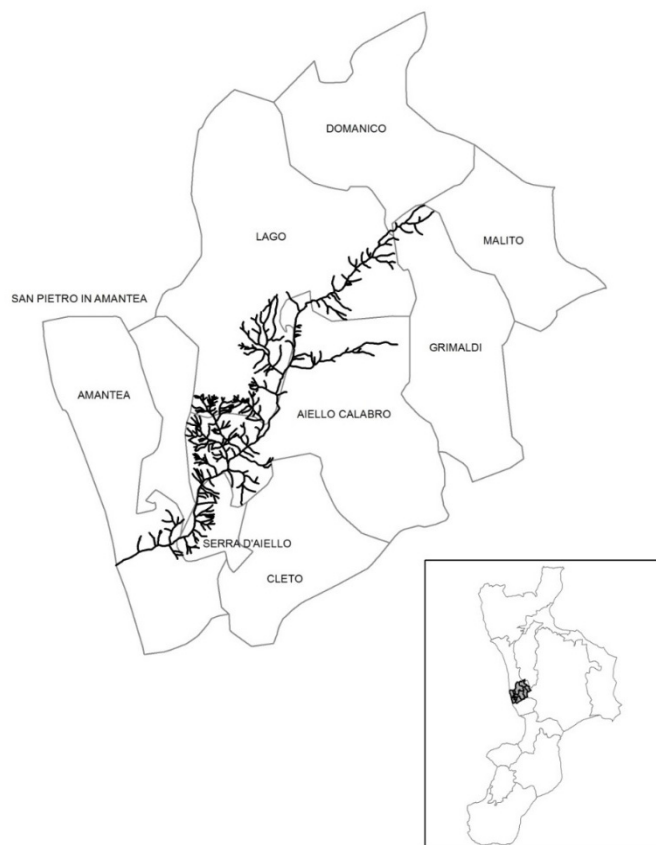 DOMANICO
LAGO
MALITO
SAN PIETRO IN AMANTEA
GRIMALDI
AMANTEA
AIELLO CALABRO
SERRA D'AIELLO
CLETO